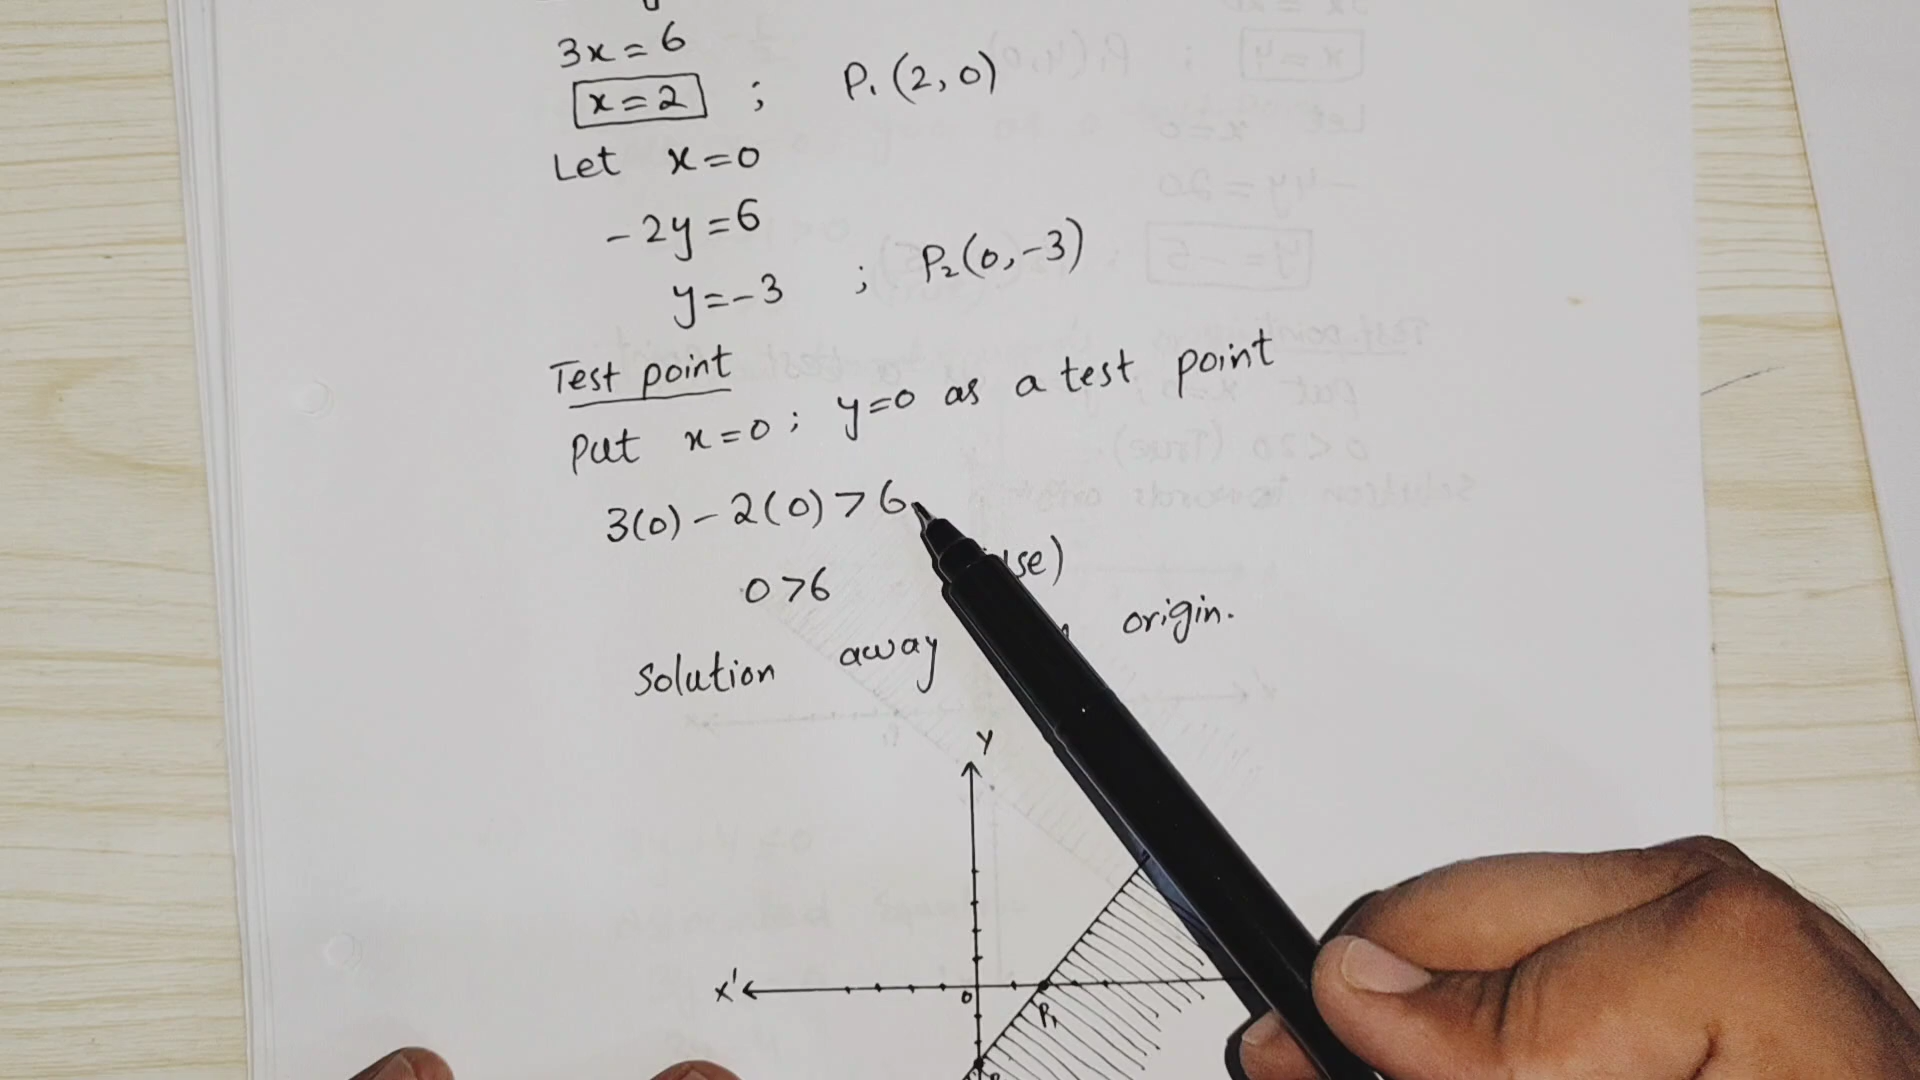 3x = 6
x = 2 ; P₁(2, 0)
Let x = 0
-2y = 6
y = -3 ; P₂(0, -3)
Test point
Put x = 0 ; y = 0 as a test point
3(0) - 2(0) > 6
0 > 6
Solution away origin.
Y
X'
0
P₁